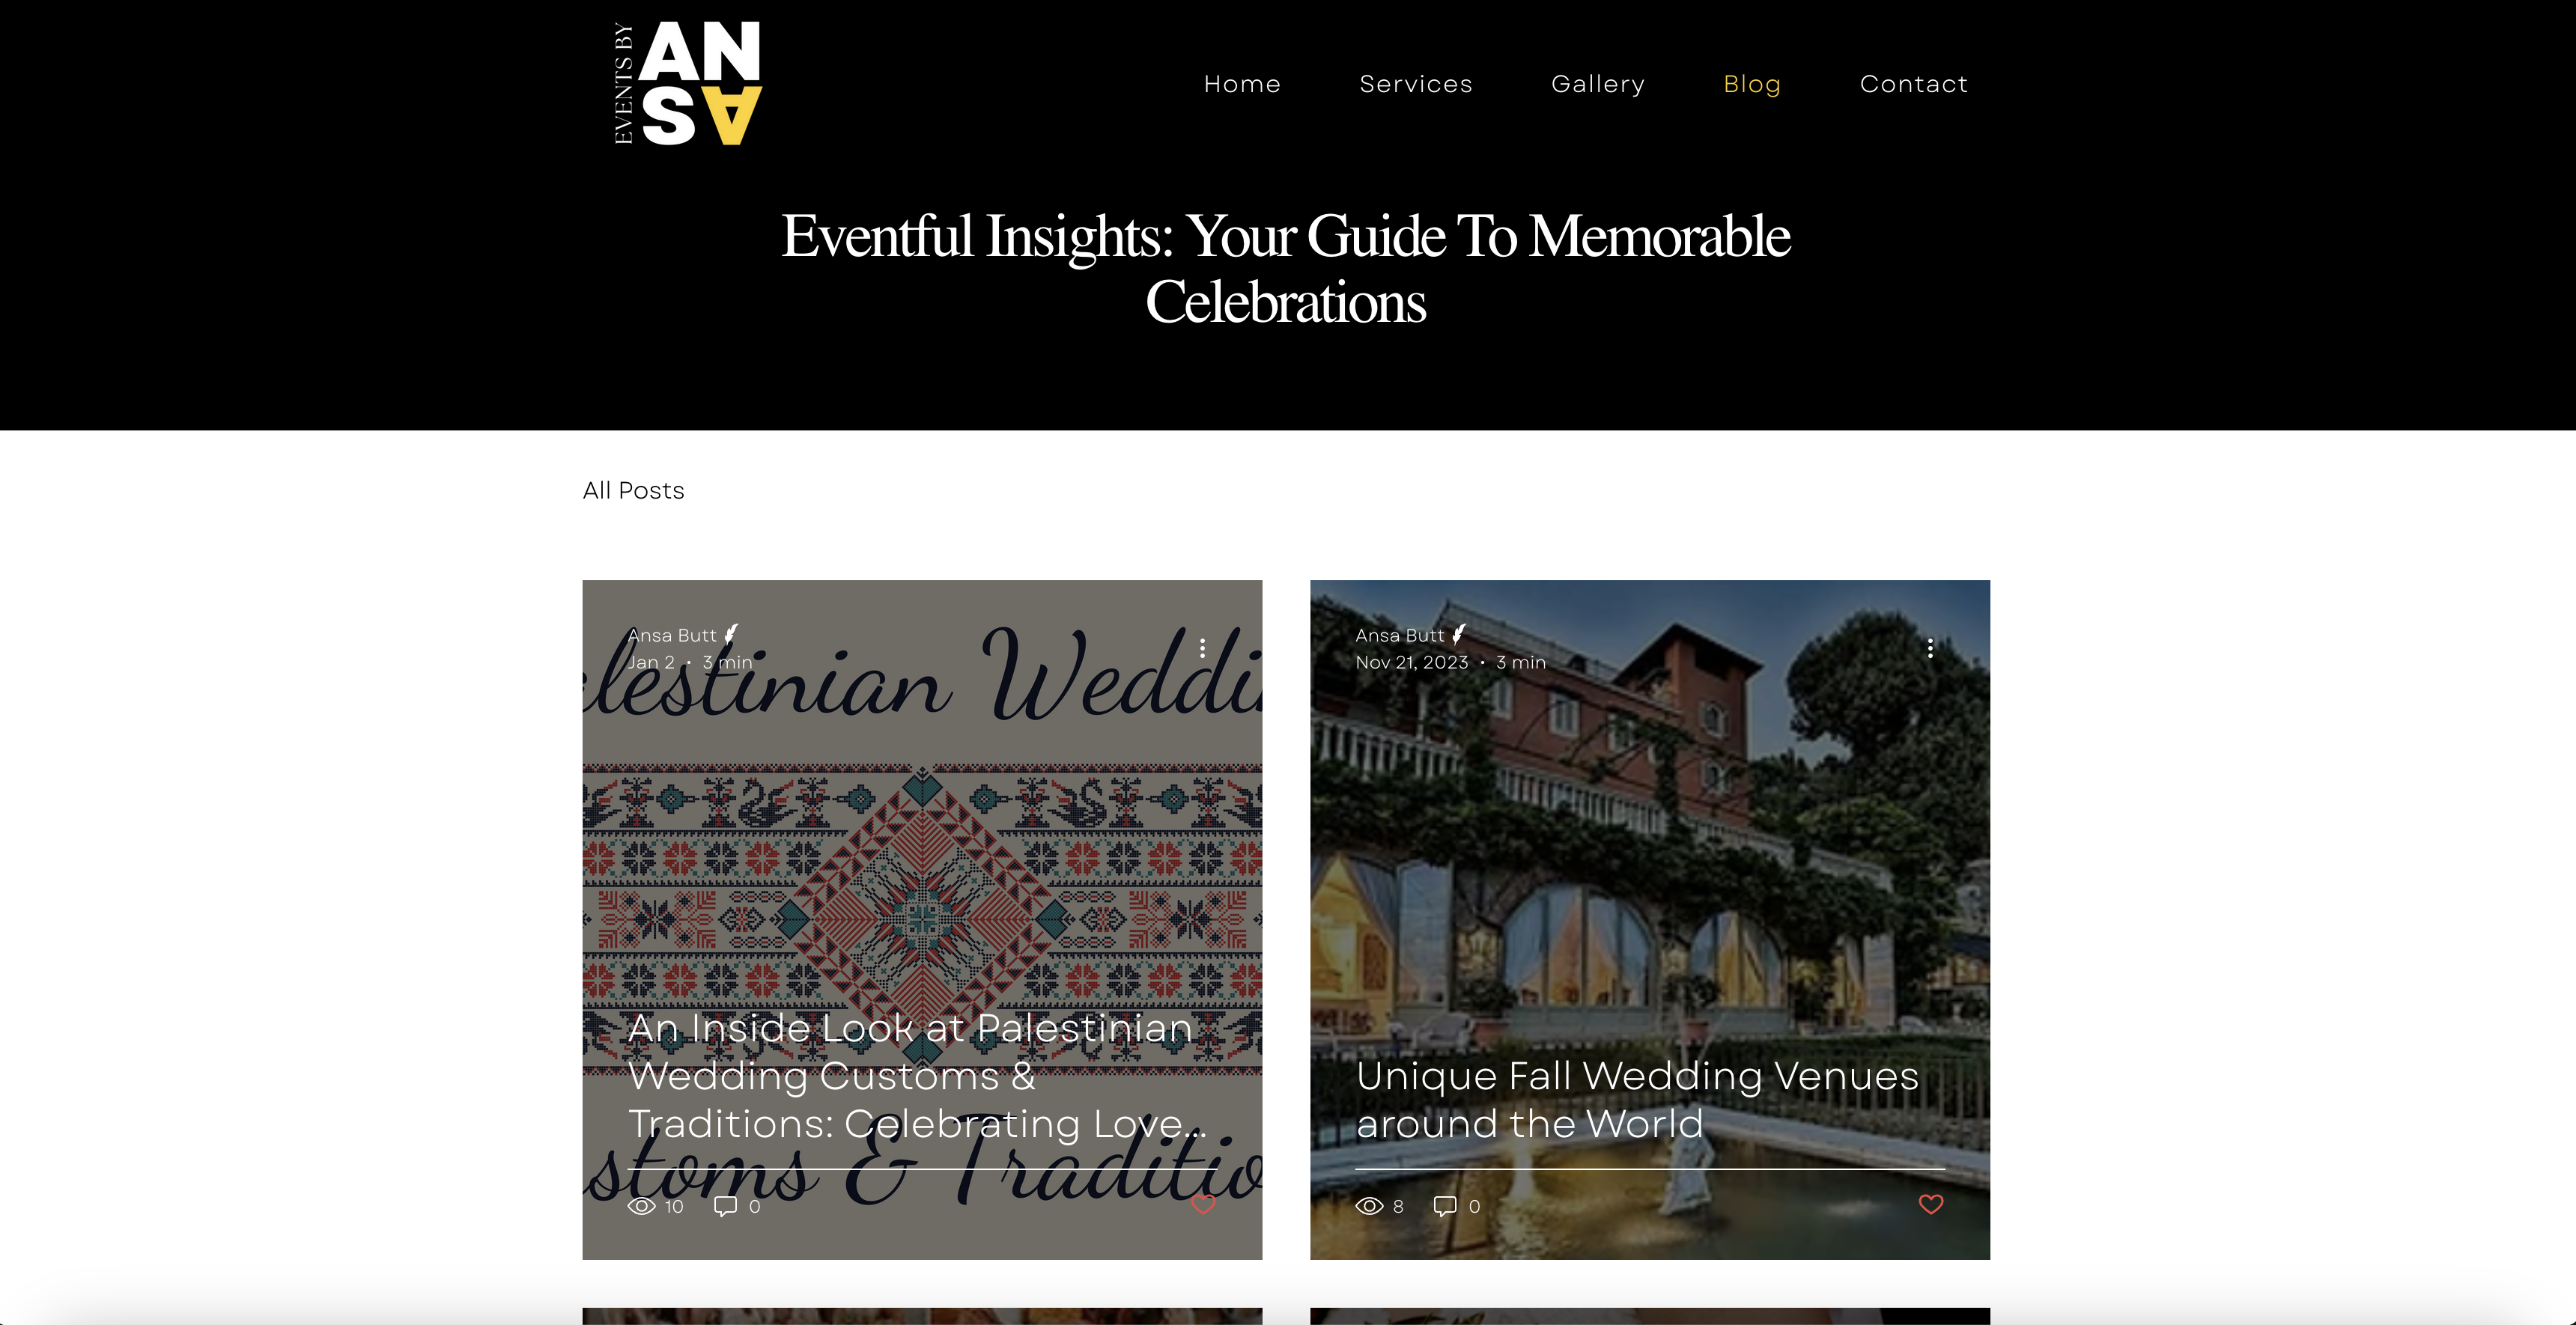 EVENTS BY
AN
SA
Home
Services
Gallery
Blog
Contact
Eventful Insights: Your Guide To Memorable
Celebrations
All Posts
Ansa Butt
Jan 2 · 3 min
lestinian Weddi
An Inside Look at Palestinian
Wedding Customs &
Traditions: Celebrating Love...
stoms & Traditio
10
0
Ansa Butt
Nov 21, 2023 · 3 min
Unique Fall Wedding Venues
around the World
8
0